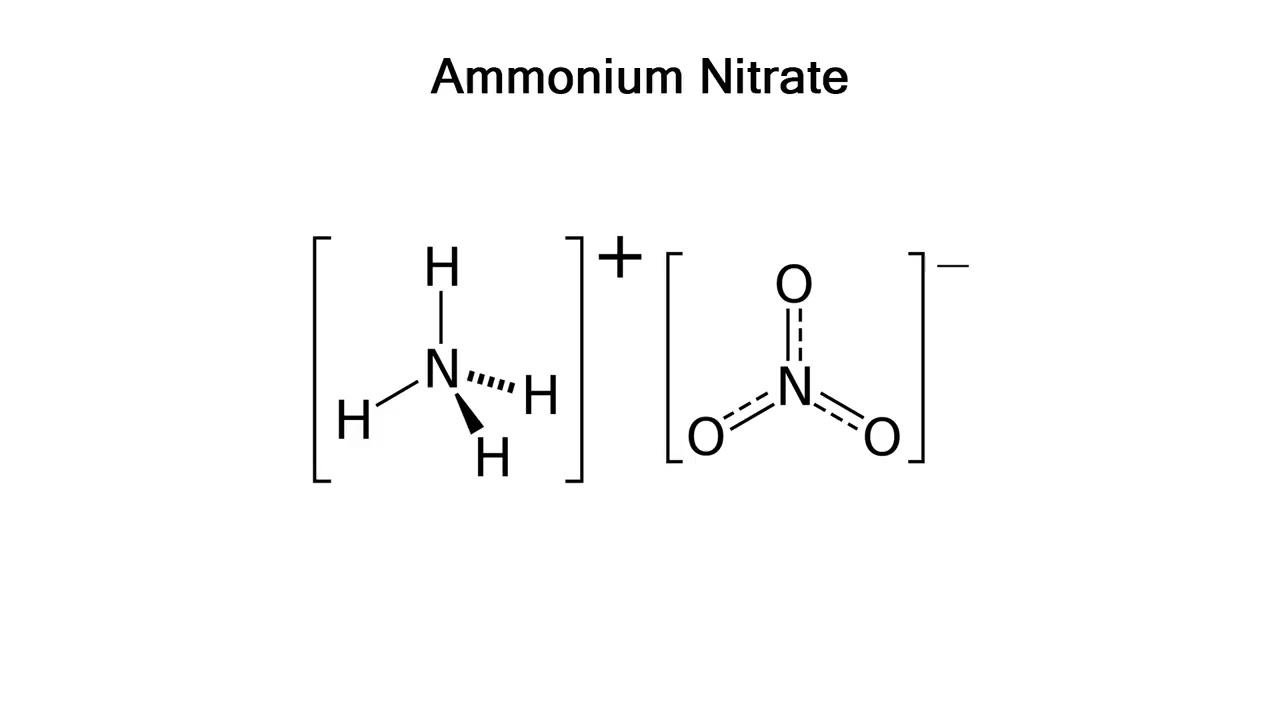 Ammonium Nitrate
H + O —
N H N
H H O O